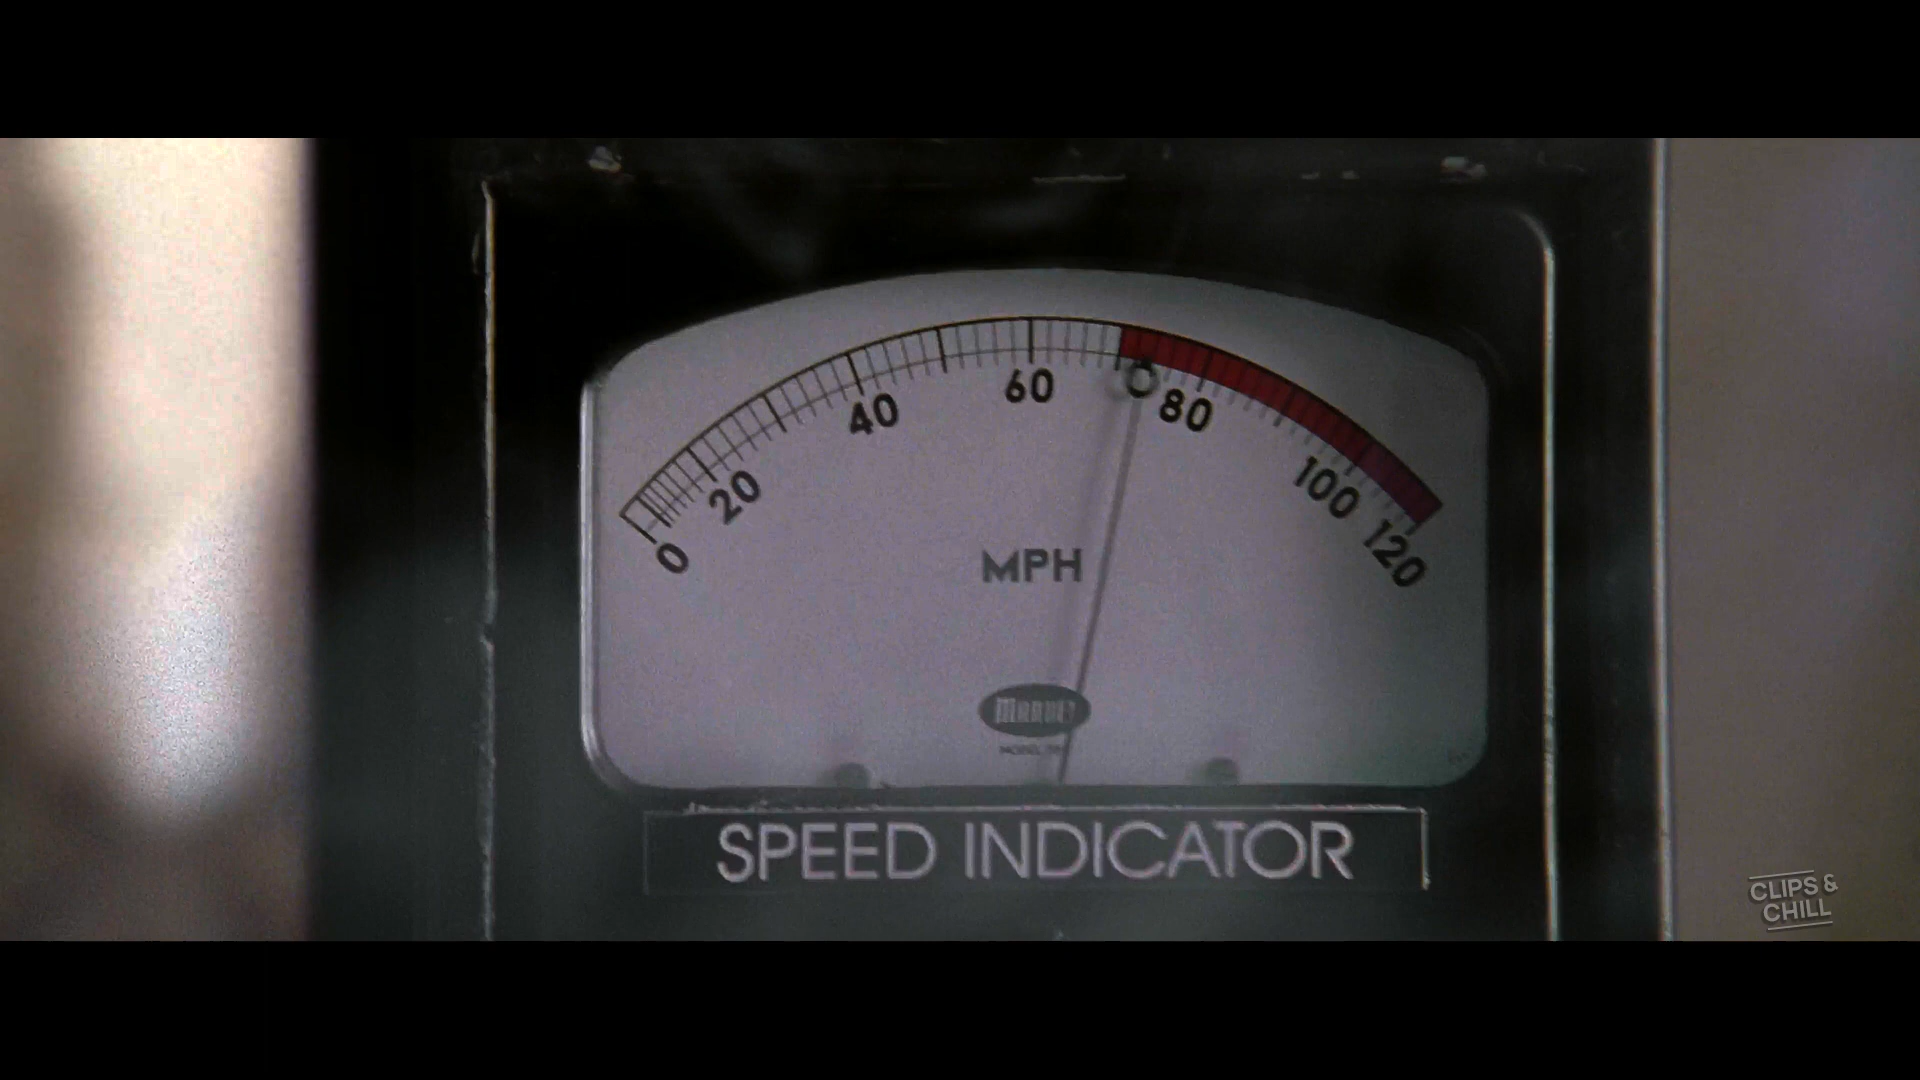 0 20 40 60 80 100 120
MPH
SPEED INDICATOR
CLIPS &
CHILL